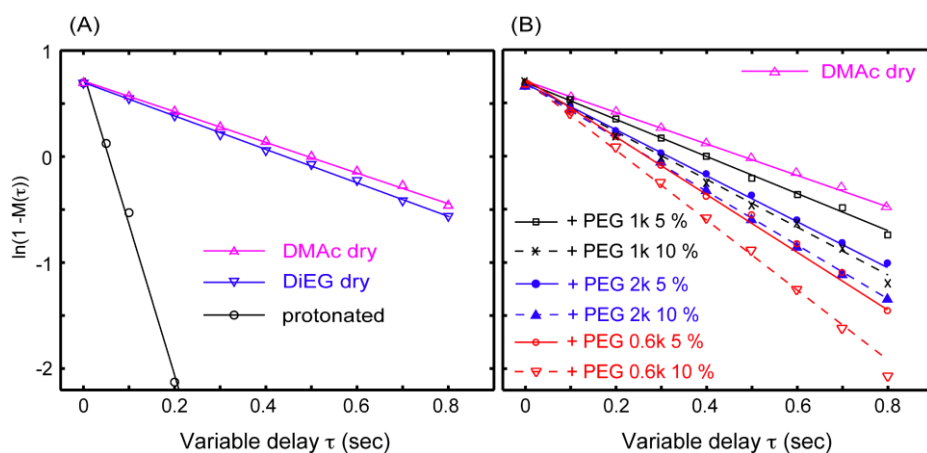 (A)
(B)
ln(1 -M(τ))
1
0
-1
-2
DMAc dry
DiEG dry
protonated
0 0.2 0.4 0.6 0.8
Variable delay τ (sec)
DMAc dry
+ PEG 1k 5 %
+ PEG 1k 10 %
+ PEG 2k 5 %
+ PEG 2k 10 %
+ PEG 0.6k 5 %
+ PEG 0.6k 10 %
0 0.2 0.4 0.6 0.8
Variable delay τ (sec)